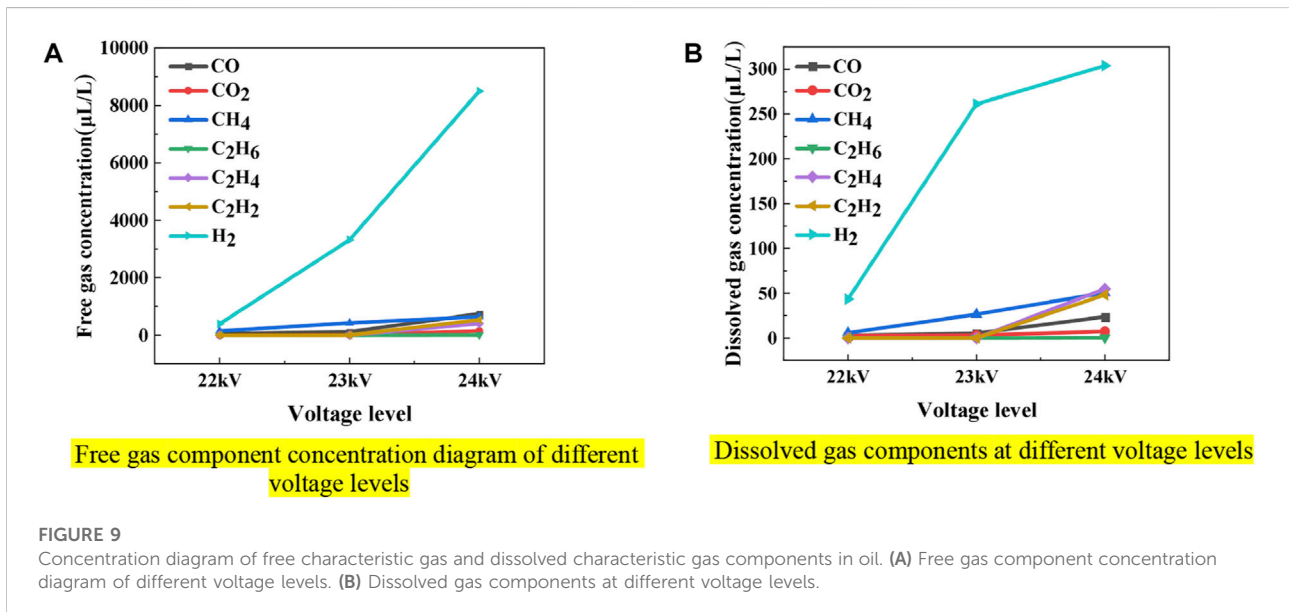 A
10000
8000
6000
4000
2000
0
Free gas concentration(μL/L)
CO
CO₂
CH₄
C₂H₆
C₂H₄
C₂H₂
H₂
22kV 23kV 24kV
Voltage level
Free gas component concentration diagram of different
voltage levels
B
300
250
200
150
100
50
0
Dissolved gas concentration(μL/L)
CO
CO₂
CH₄
C₂H₆
C₂H₄
C₂H₂
H₂
22kV 23kV 24kV
Voltage level
Dissolved gas components at different voltage levels
FIGURE 9
Concentration diagram of free characteristic gas and dissolved characteristic gas components in oil. (A) Free gas component concentration
diagram of different voltage levels. (B) Dissolved gas components at different voltage levels.